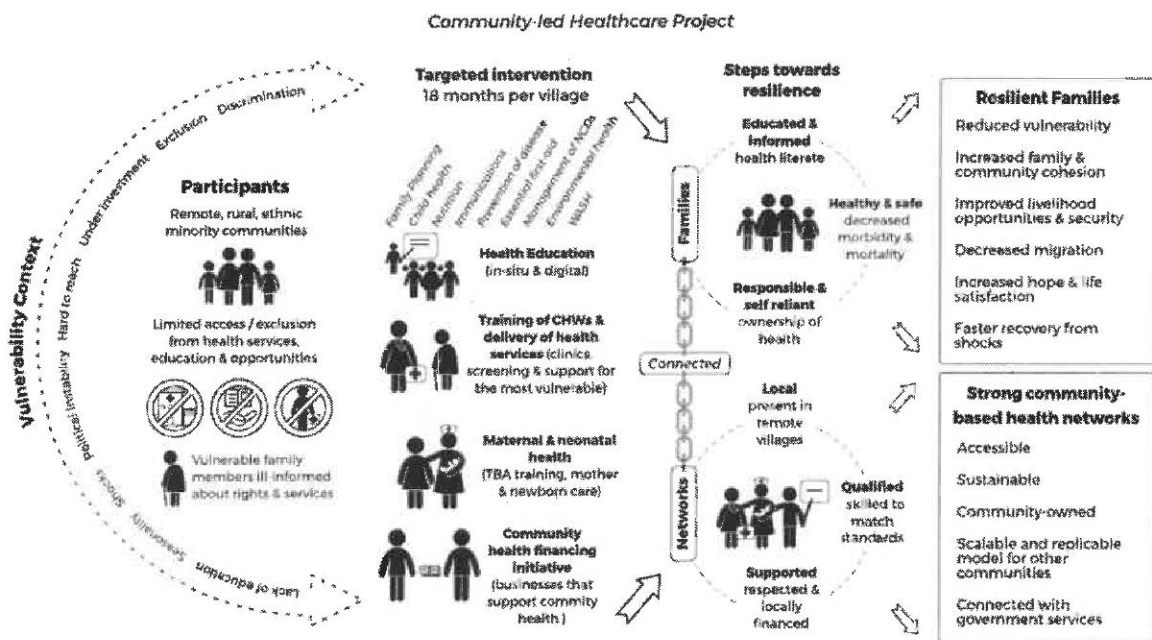 Community-led Healthcare Project
Vulnerability Context
Discrimination
Exclusion
Under investment
Hard to reach
Political instability
Shocks
Seasonality
Lack of education
Participants
Remote, rural, ethnic
minority communities
Limited access / exclusion
from health services,
education & opportunities
Vulnerable family
members ill-informed
about rights & services
Targeted intervention
18 months per village
Family Planning
Child health
Nutrition
Immunizations
Prevention of disease
Essential first-aid
Management of NCDs
Environmental health
WASH
Health Education
(in-situ & digital)
Training of CHWs &
delivery of health
services (clinics
screening & support for
the most vulnerable)
Maternal & neonatal
health
(TBA training, mother
& newborn care)
Community
health financing
initiative
(businesses that
support commity
health)
Steps towards
resilience
Families
Connected
Networks
Educated &
informed
health literate
Healthy & safe
decreased
morbidity &
mortality
Responsible &
self reliant
ownership of
health
Local
present in
remote
villages
Qualified
skilled to
match
standards
Supported
respected &
locally
financed
Resilient Families
Reduced vulnerability
Increased family &
community cohesion
Improved livelihood
opportunities & security
Decreased migration
Increased hope & life
satisfaction
Faster recovery from
shocks
Strong community-
based health networks
Accessible
Sustainable
Community-owned
Scalable and replicable
model for other
communities
Connected with
government services